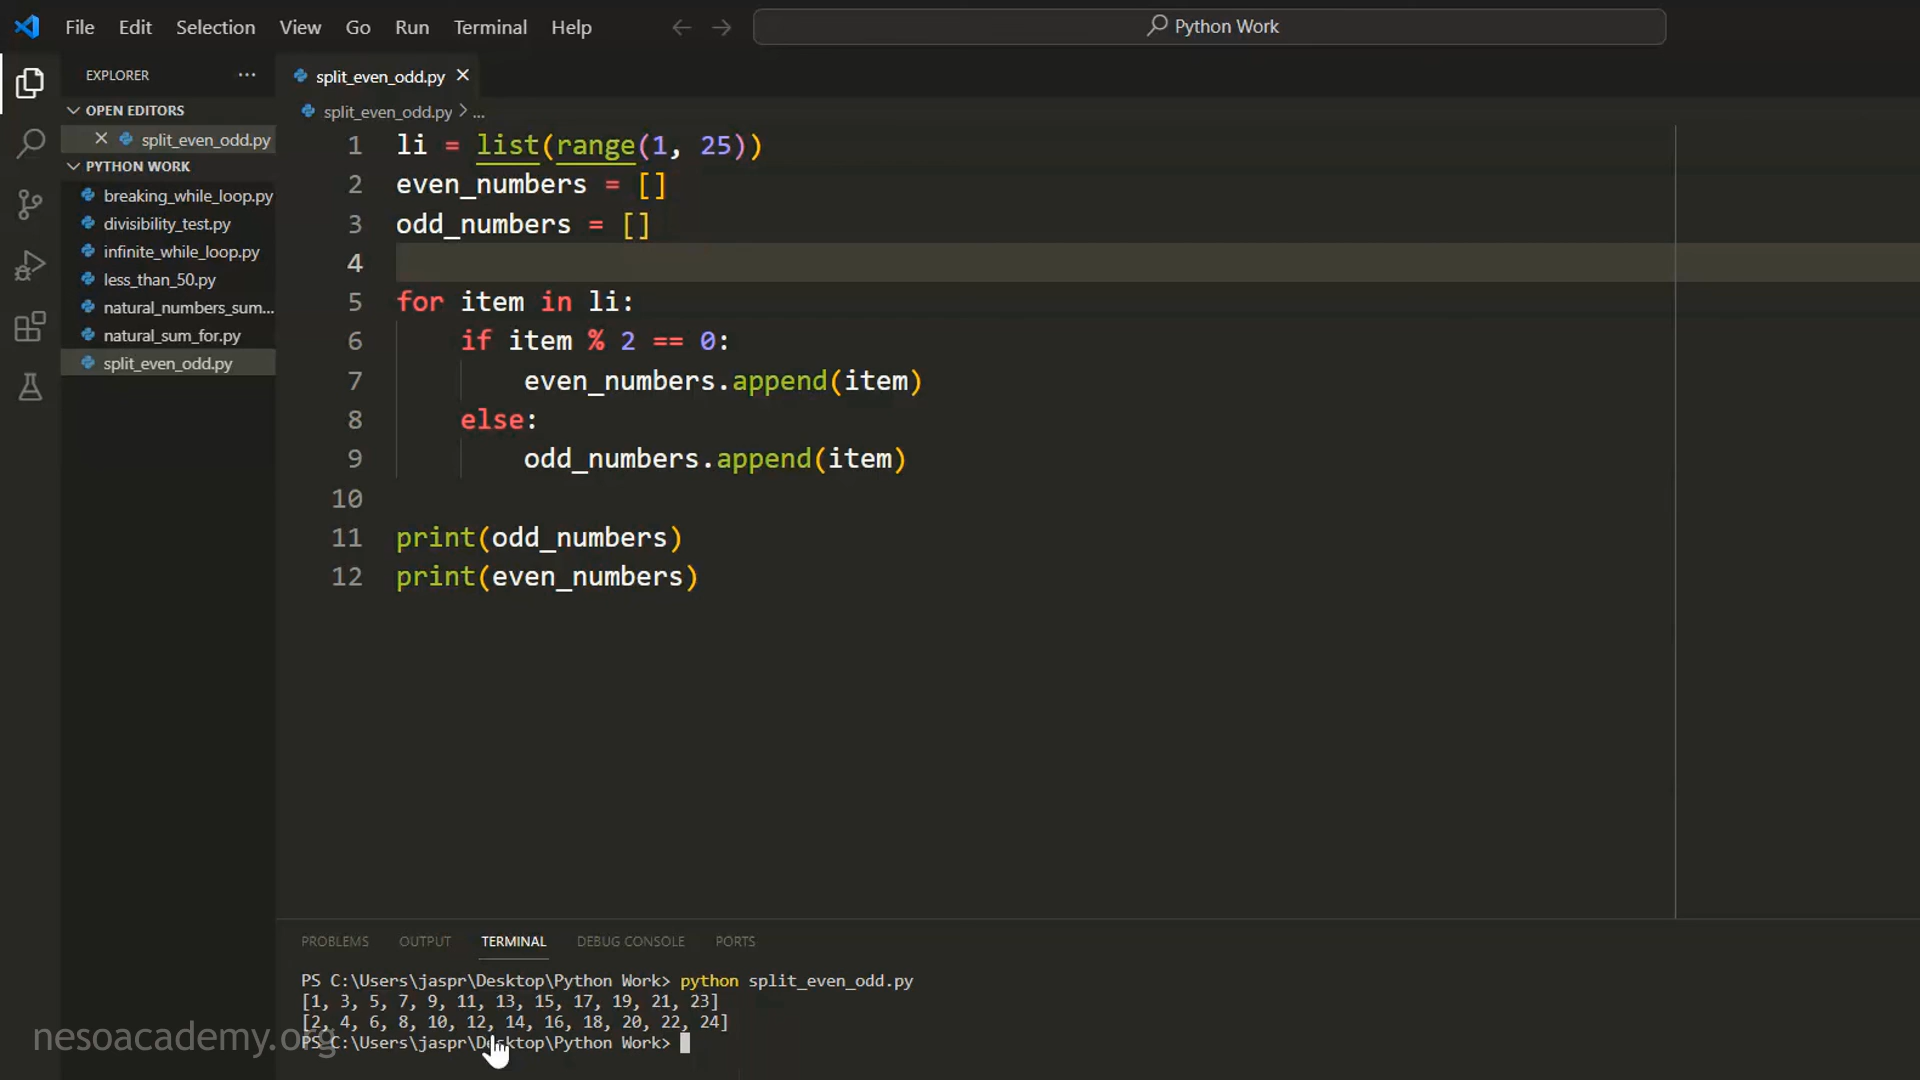 File Edit Selection View Go Run Terminal Help
Python Work
EXPLORER
OPEN EDITORS
split_even_odd.py
PYTHON WORK
breaking_while_loop.py
divisibility_test.py
infinite_while_loop.py
less_than_50.py
natural_numbers_sum...
natural_sum_for.py
split_even_odd.py
split_even_odd.py
split_even_odd.py > ...
1 li = list(range(1, 25))
2 even_numbers = []
3 odd_numbers = []
4
5 for item in li:
6     if item % 2 == 0:
7         even_numbers.append(item)
8     else:
9         odd_numbers.append(item)
10
11 print(odd_numbers)
12 print(even_numbers)
PROBLEMS OUTPUT TERMINAL DEBUG CONSOLE PORTS
PS C:\Users\jaspr\Desktop\Python Work> python split_even_odd.py
[1, 3, 5, 7, 9, 11, 13, 15, 17, 19, 21, 23]
[2, 4, 6, 8, 10, 12, 14, 16, 18, 20, 22, 24]
PS C:\Users\jaspr\Desktop\Python Work>
nesoacademy.org